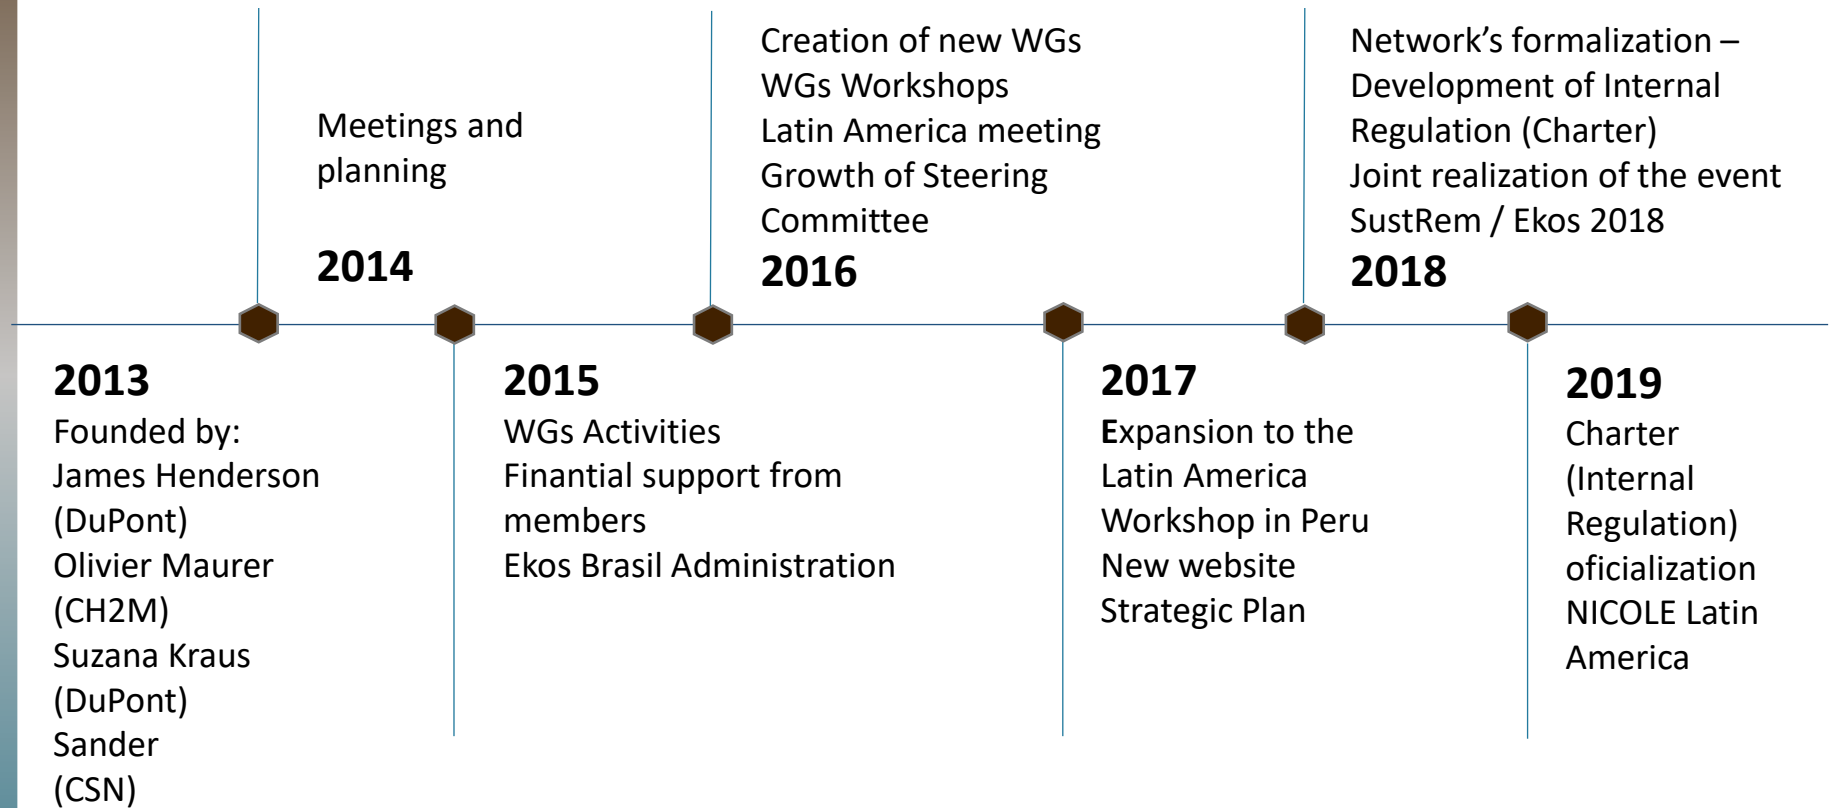 2013
Founded by:
James Henderson
(DuPont)
Olivier Maurer
(CH2M)
Suzana Kraus
(DuPont)
Sander
(CSN)
Meetings and
planning
2014
2015
WGs Activities
Finantial support from
members
Ekos Brasil Administration
Creation of new WGs
WGs Workshops
Latin America meeting
Growth of Steering
Committee
2016
2017
Expansion to the
Latin America
Workshop in Peru
New website
Strategic Plan
Network’s formalization –
Development of Internal
Regulation (Charter)
Joint realization of the event
SustRem / Ekos 2018
2018
2019
Charter
(Internal
Regulation)
oficialization
NICOLE Latin
America